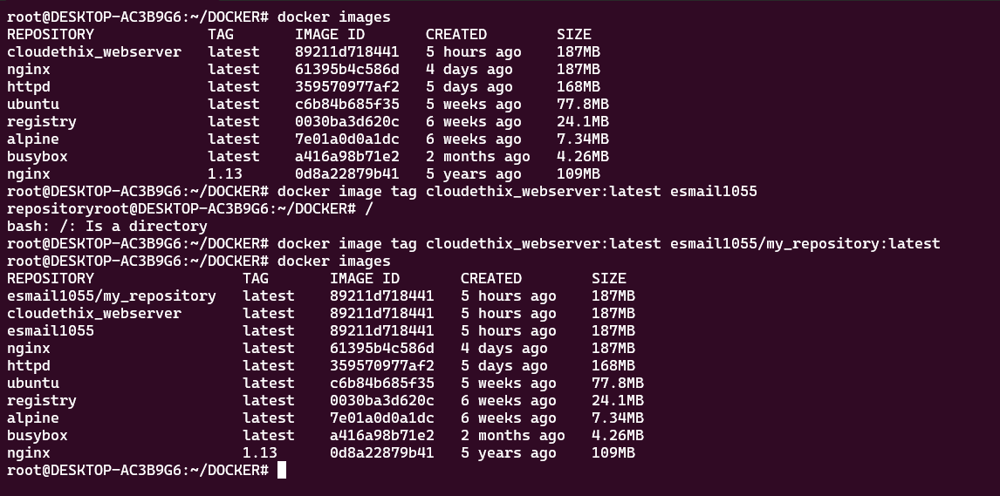 root@DESKTOP-AC3B9G6:~/DOCKER# docker images
REPOSITORY             TAG       IMAGE ID       CREATED        SIZE
cloudethix_webserver   latest    89211d718441   5 hours ago    187MB
nginx                  latest    61395b4c586d   4 days ago     187MB
httpd                  latest    359570977af2   5 days ago     168MB
ubuntu                 latest    c6b84b685f35   5 weeks ago    77.8MB
registry               latest    0030ba3d620c   6 weeks ago    24.1MB
alpine                 latest    7e01a0d0a1dc   6 weeks ago    7.34MB
busybox                latest    a416a98b71e2   2 months ago   4.26MB
nginx                  1.13      0d8a22879b41   5 years ago    109MB
root@DESKTOP-AC3B9G6:~/DOCKER# docker image tag cloudethix_webserver:latest esmail1055
repositoryroot@DESKTOP-AC3B9G6:~/DOCKER# /
bash: /: Is a directory
root@DESKTOP-AC3B9G6:~/DOCKER# docker image tag cloudethix_webserver:latest esmail1055/my_repository:latest
root@DESKTOP-AC3B9G6:~/DOCKER# docker images
REPOSITORY                 TAG       IMAGE ID       CREATED        SIZE
esmail1055/my_repository   latest    89211d718441   5 hours ago    187MB
cloudethix_webserver       latest    89211d718441   5 hours ago    187MB
esmail1055                 latest    89211d718441   5 hours ago    187MB
nginx                      latest    61395b4c586d   4 days ago     187MB
httpd                      latest    359570977af2   5 days ago     168MB
ubuntu                     latest    c6b84b685f35   5 weeks ago    77.8MB
registry                   latest    0030ba3d620c   6 weeks ago    24.1MB
alpine                     latest    7e01a0d0a1dc   6 weeks ago    7.34MB
busybox                    latest    a416a98b71e2   2 months ago   4.26MB
nginx                      1.13      0d8a22879b41   5 years ago    109MB
root@DESKTOP-AC3B9G6:~/DOCKER#